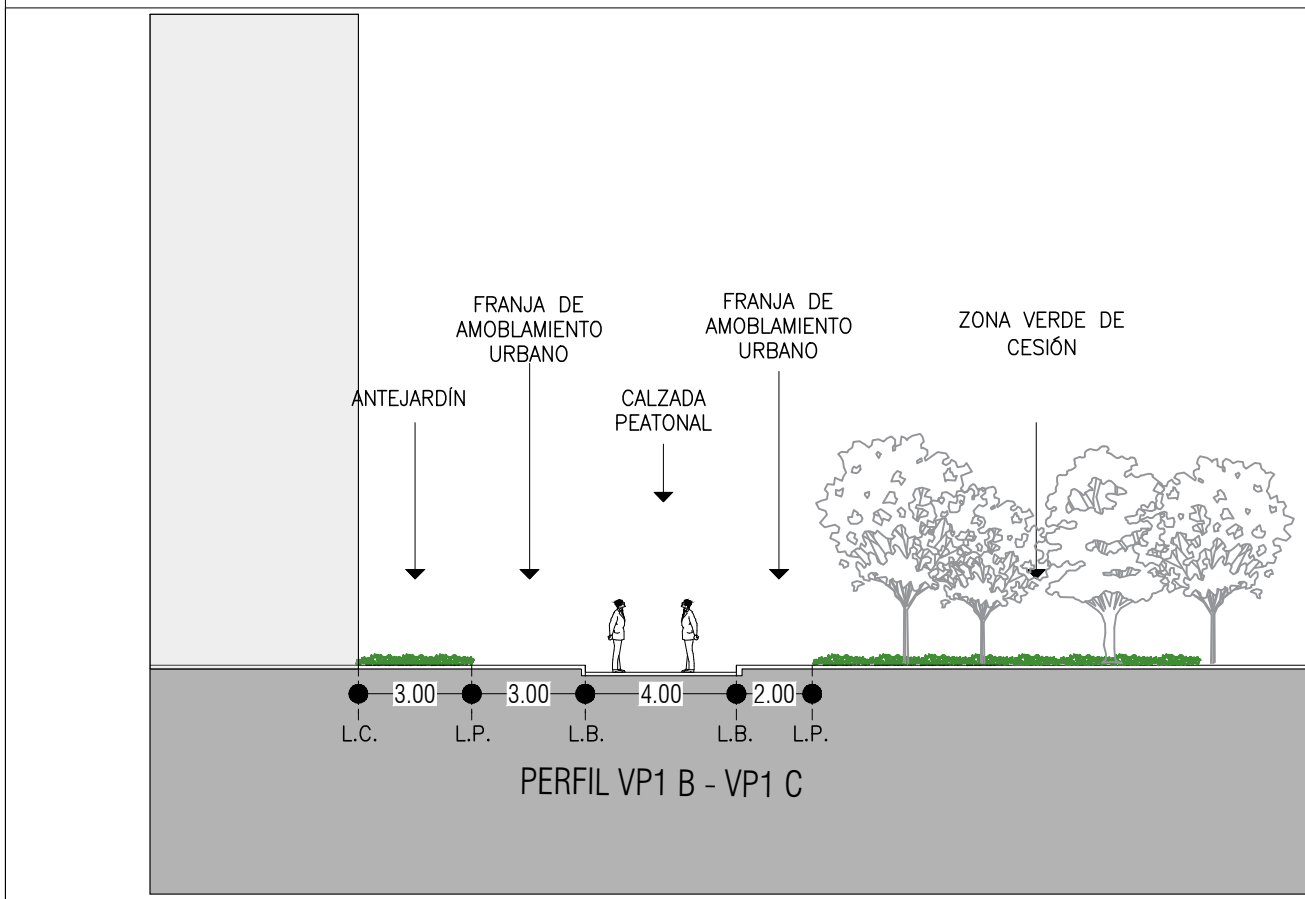 FRANJA DE
AMOBLAMIENTO
URBANO
FRANJA DE
AMOBLAMIENTO
URBANO
ZONA VERDE DE
CESIÓN
ANTEJARDÍN
CALZADA
PEATONAL
3.00 3.00 4.00 2.00
L.C. L.P. L.B. L.B. L.P.
PERFIL VP1 B - VP1 C